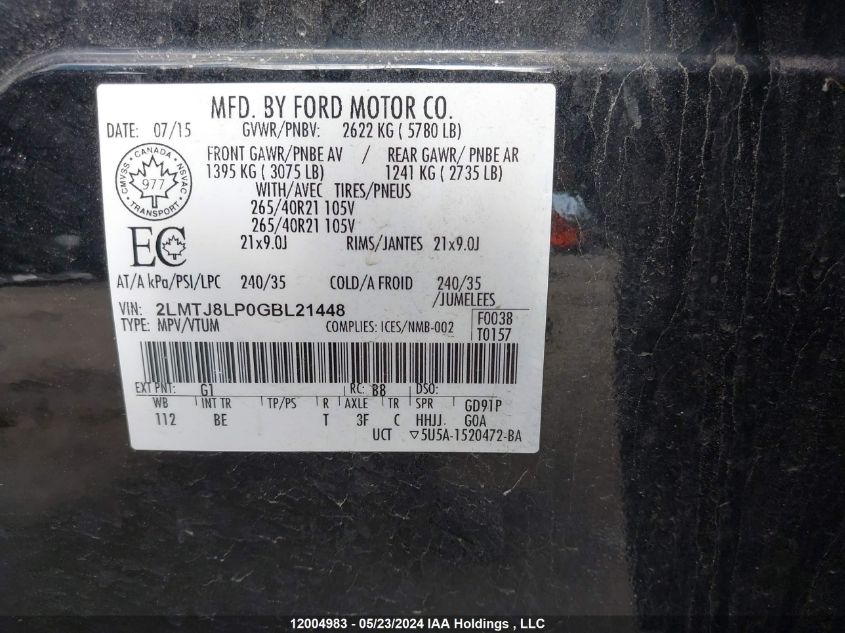 MFD. BY FORD MOTOR CO.
DATE: 07/15 GVWR/PNBV: 2622 KG ( 5780 LB)
FRONT GAWR/PNBE AV / REAR GAWR/ PNBE AR
1395 KG ( 3075 LB) 1241 KG ( 2735 LB)
WITH/AVEC TIRES/PNEUS
265/40R21 105V
265/40R21 105V
21x9.0J RIMS/JANTES 21x9.0J
CANADA
CMVSS NSVAC
977
TRANSPORT
EC
AT/A kPa/PSI/LPC 240/35 COLD/A FROID 240/35
/JUMELEES
VIN: 2LMTJ8LP0GBL21448
TYPE: MPV/VTUM COMPLIES: ICES/NMB-002
F0038
T0157
EXT PNT: G1 RC: B8 DSO:
WB INT TR TP/PS R AXLE TR SPR GD91P
112 BE T 3F C HHJJ GOA
UCT ▽5U5A-1520472-BA
12004983 - 05/23/2024 IAA Holdings , LLC